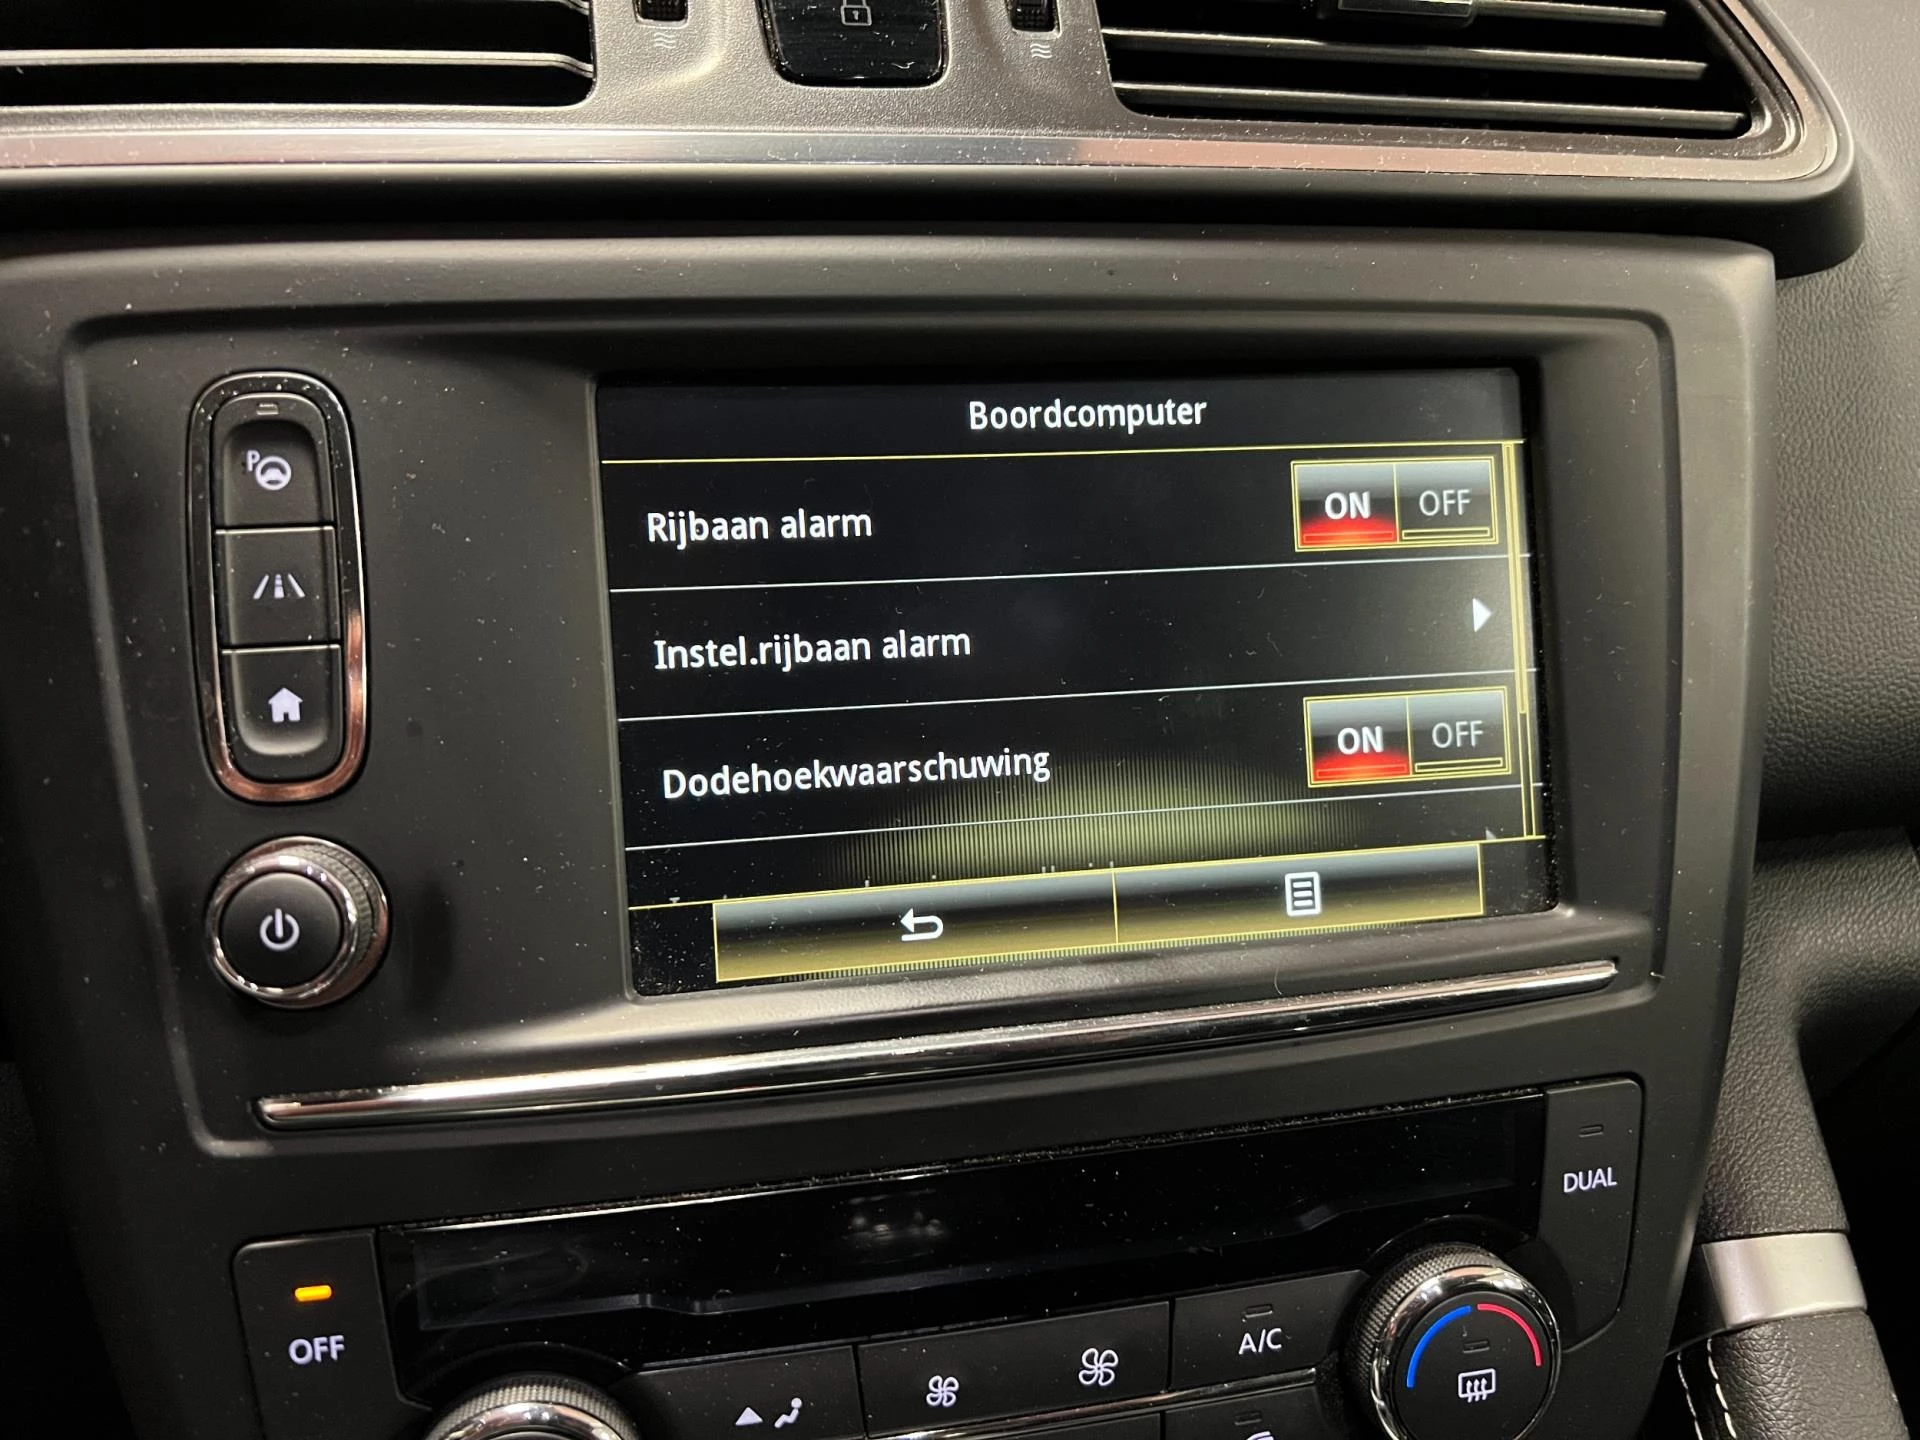 Boordcomputer
Rijbaan alarm ON OFF
Instel.rijbaan alarm
Dodehoekwaarschuwing ON OFF
P
DUAL
OFF
A/C